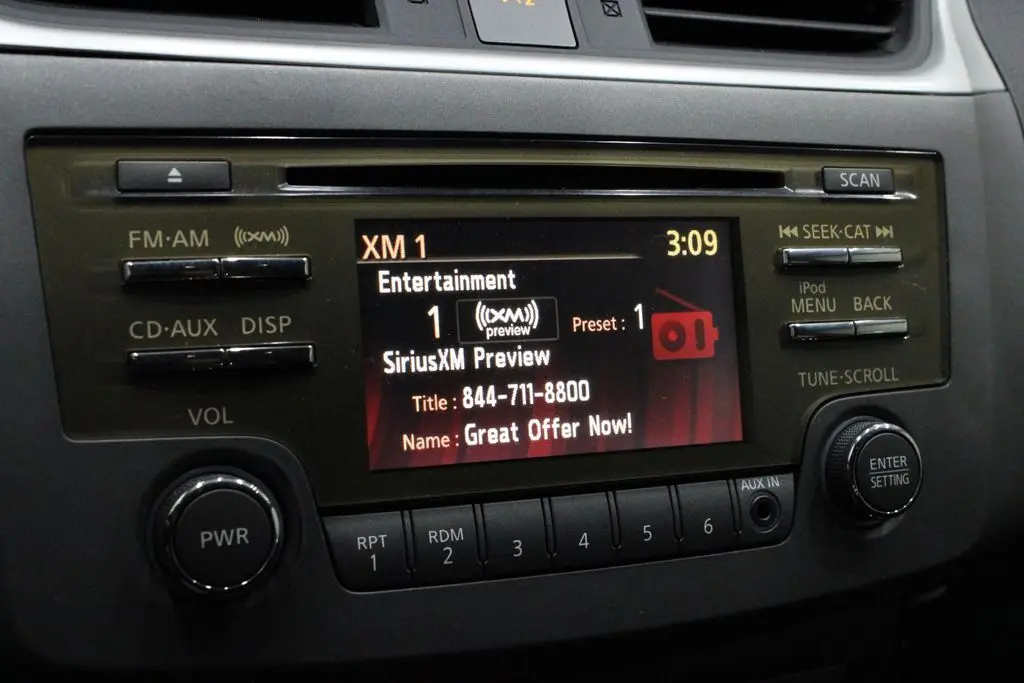 SCAN
FM·AM XM
SEEK·CAT
XM 1 3:09
Entertainment
1 XM preview Preset : 1
iPod
MENU BACK
CD·AUX DISP
SiriusXM Preview
Title : 844-711-8800
Name : Great Offer Now!
TUNE·SCROLL
VOL
PWR
ENTER
SETTING
RPT 1
RDM 2
3
4
5
6
AUX IN